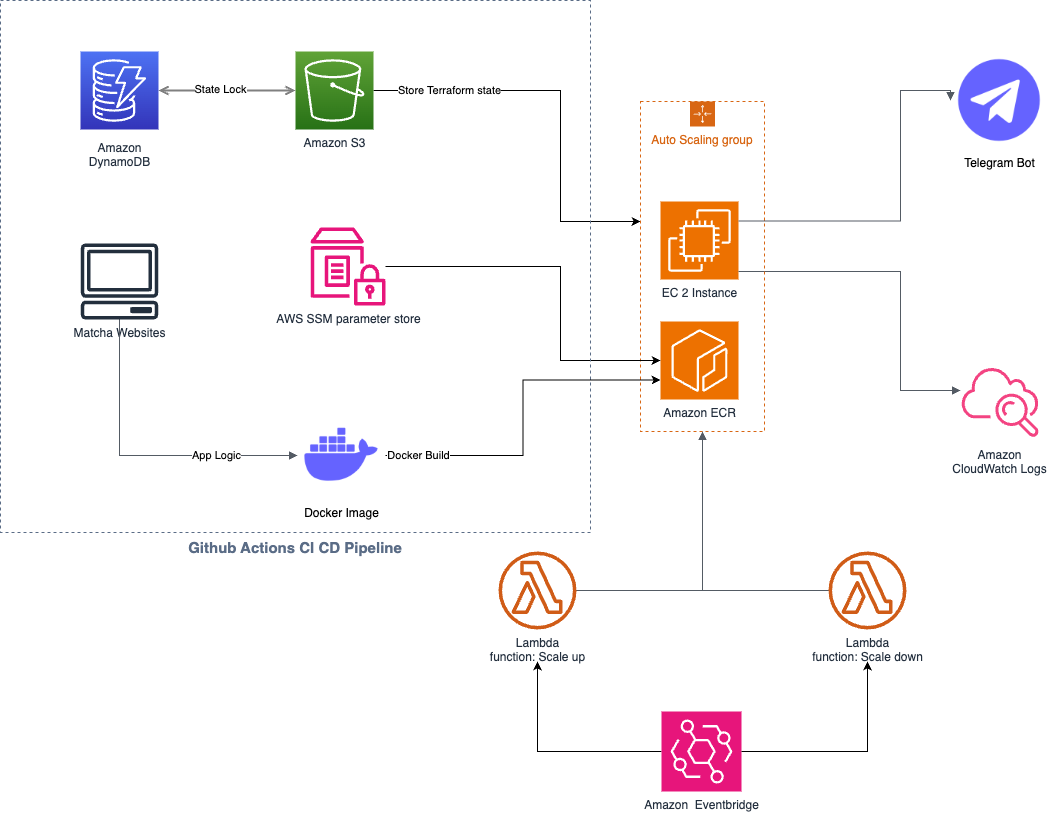 State Lock
Store Terraform state
Amazon
DynamoDB
Amazon S3
Auto Scaling group
Telegram Bot
EC 2 Instance
Matcha Websites
AWS SSM parameter store
Amazon ECR
App Logic
Docker Build
Docker Image
Amazon
CloudWatch Logs
Github Actions CI CD Pipeline
Lambda
function: Scale up
Lambda
function: Scale down
Amazon  Eventbridge